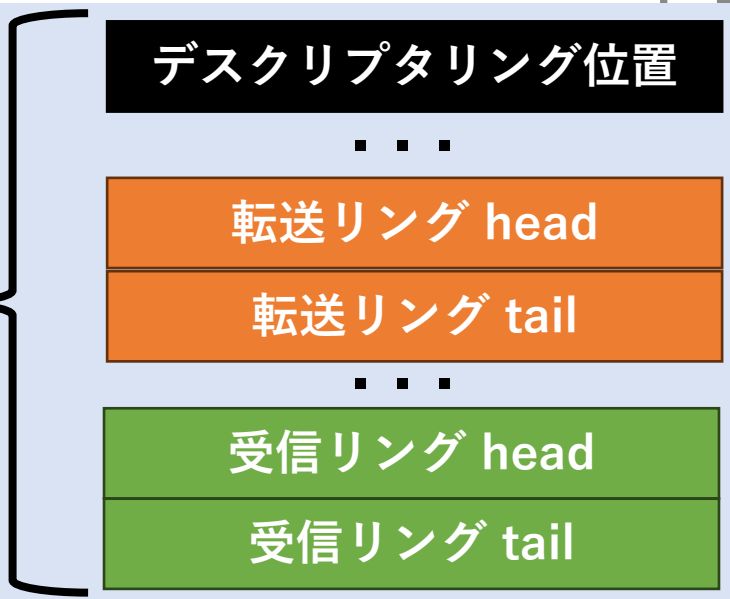 デスクリプタリング位置
・・・
転送リング head
転送リング tail
・・・
受信リング head
受信リング tail